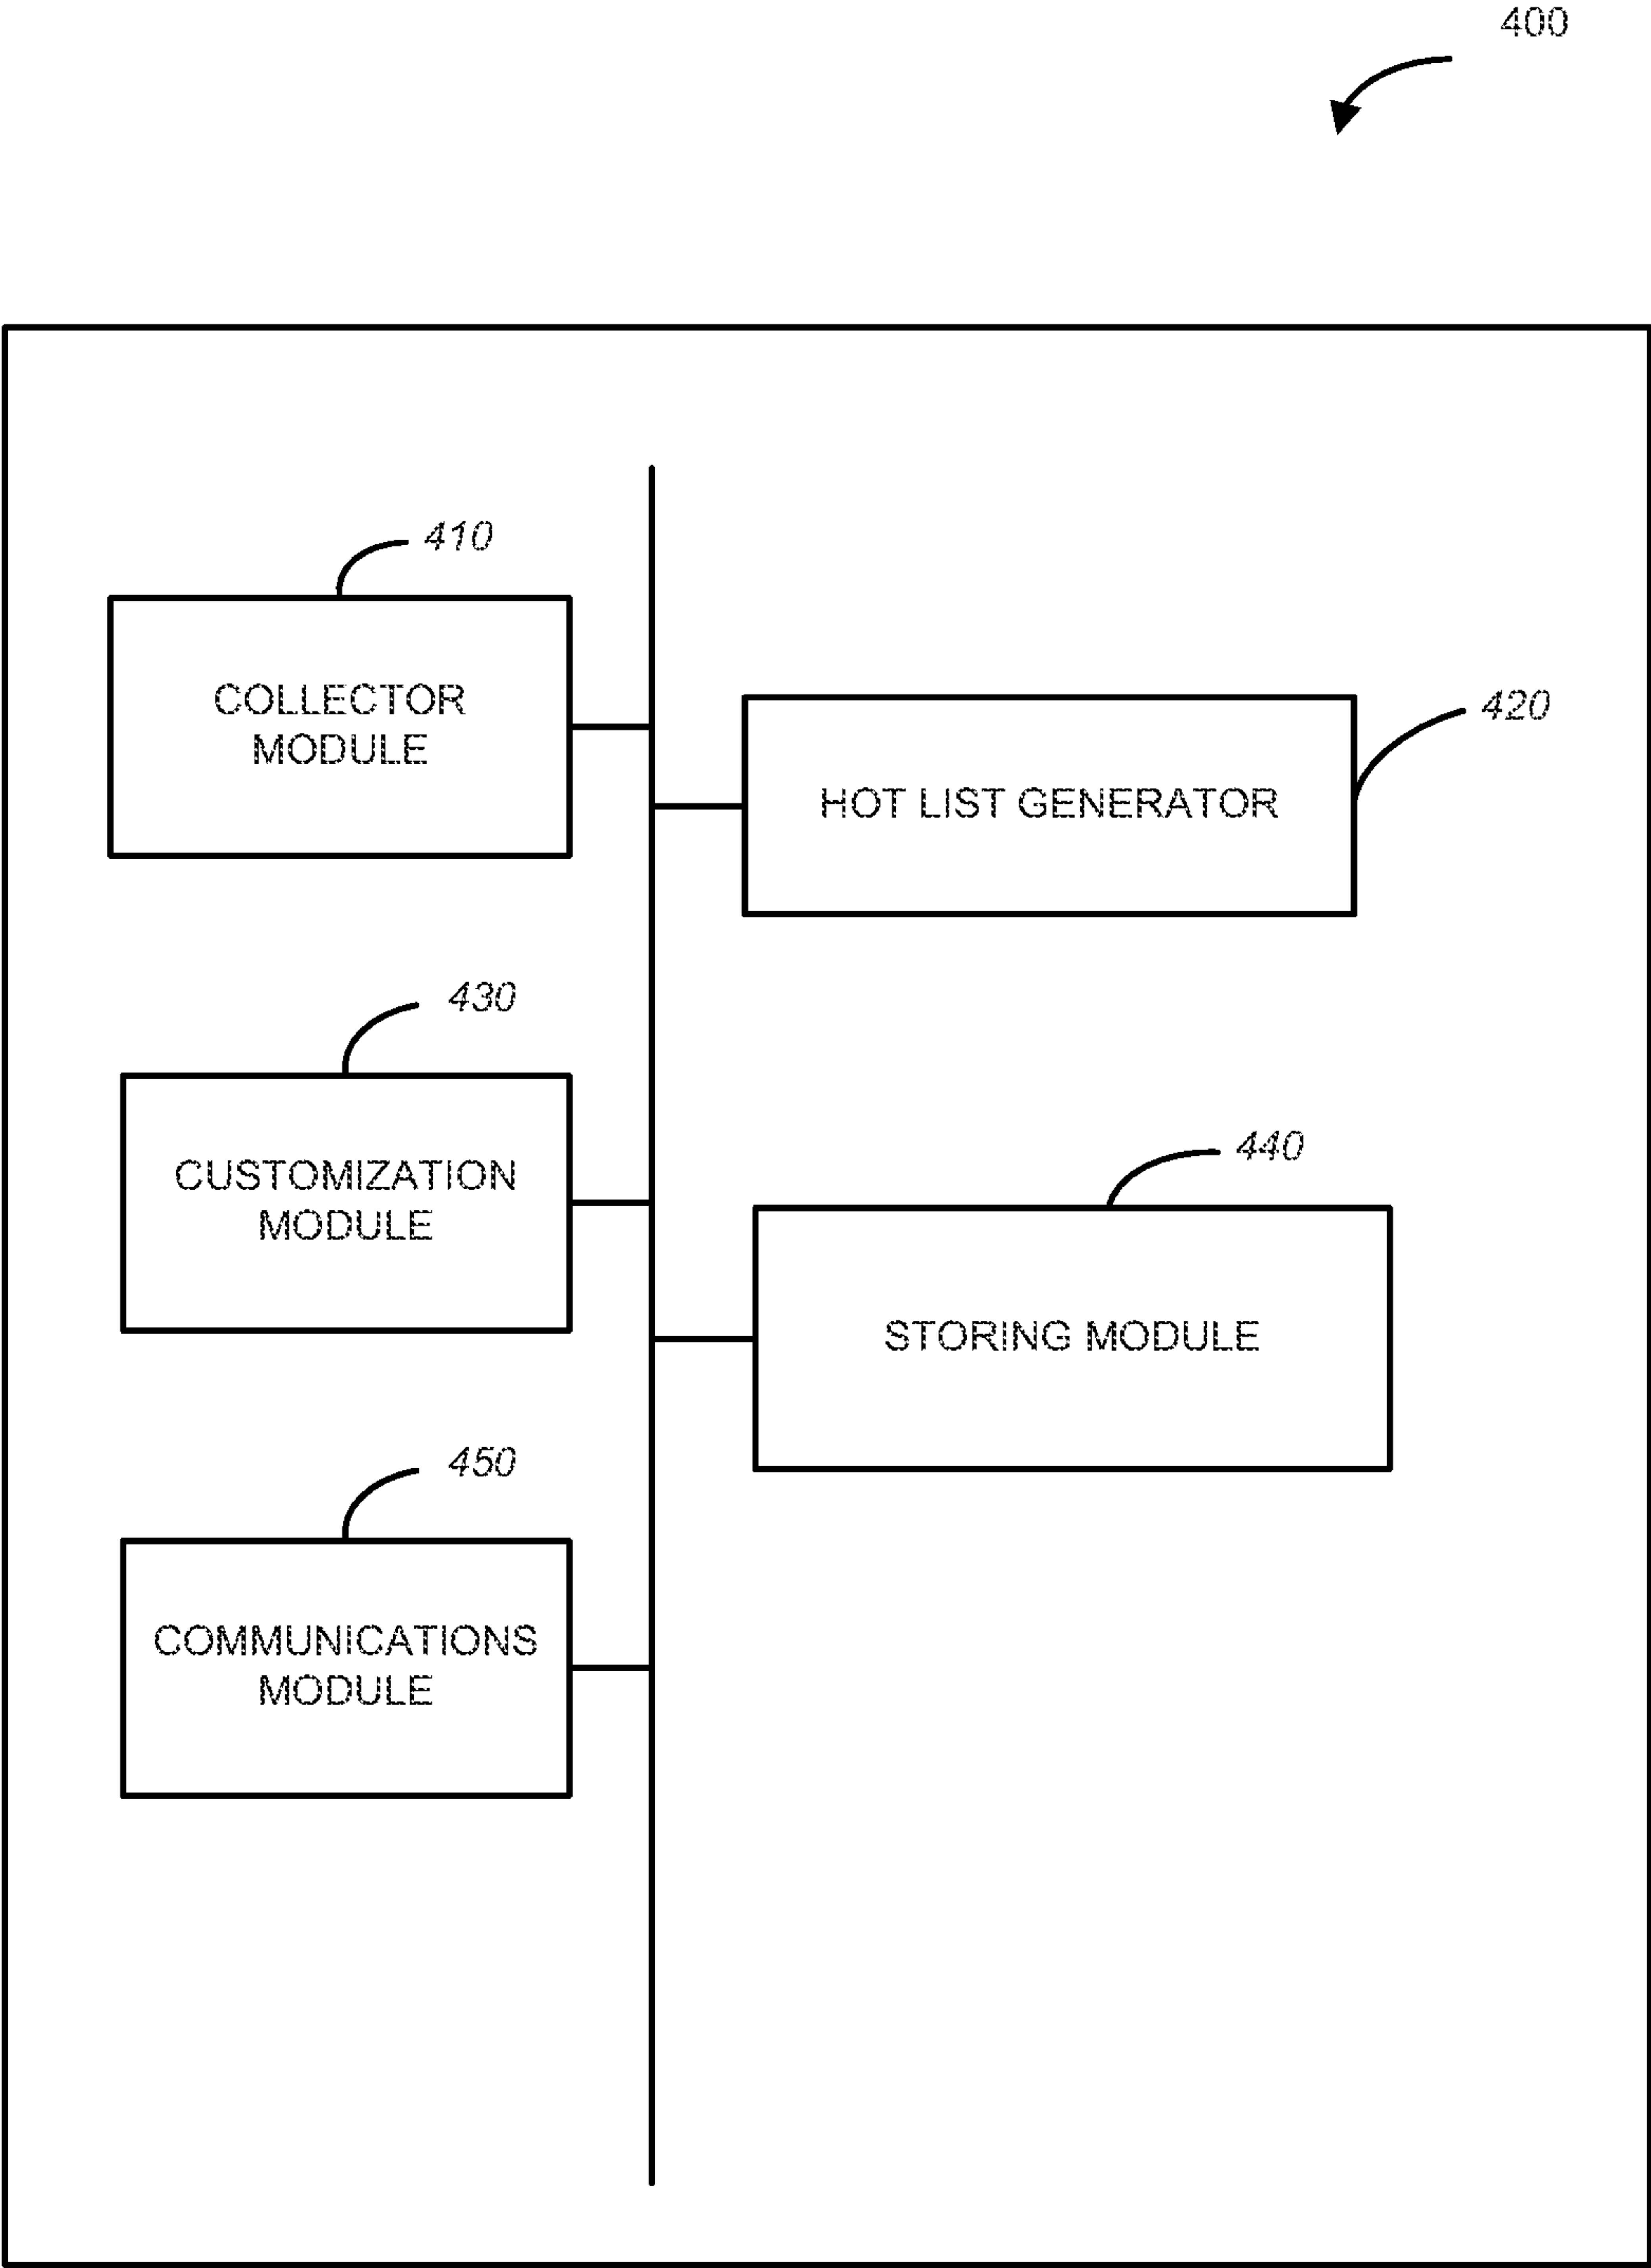 400
410
COLLECTOR
MODULE
420
HOT LIST GENERATOR
430
CUSTOMIZATION
MODULE
440
STORING MODULE
450
COMMUNICATIONS
MODULE